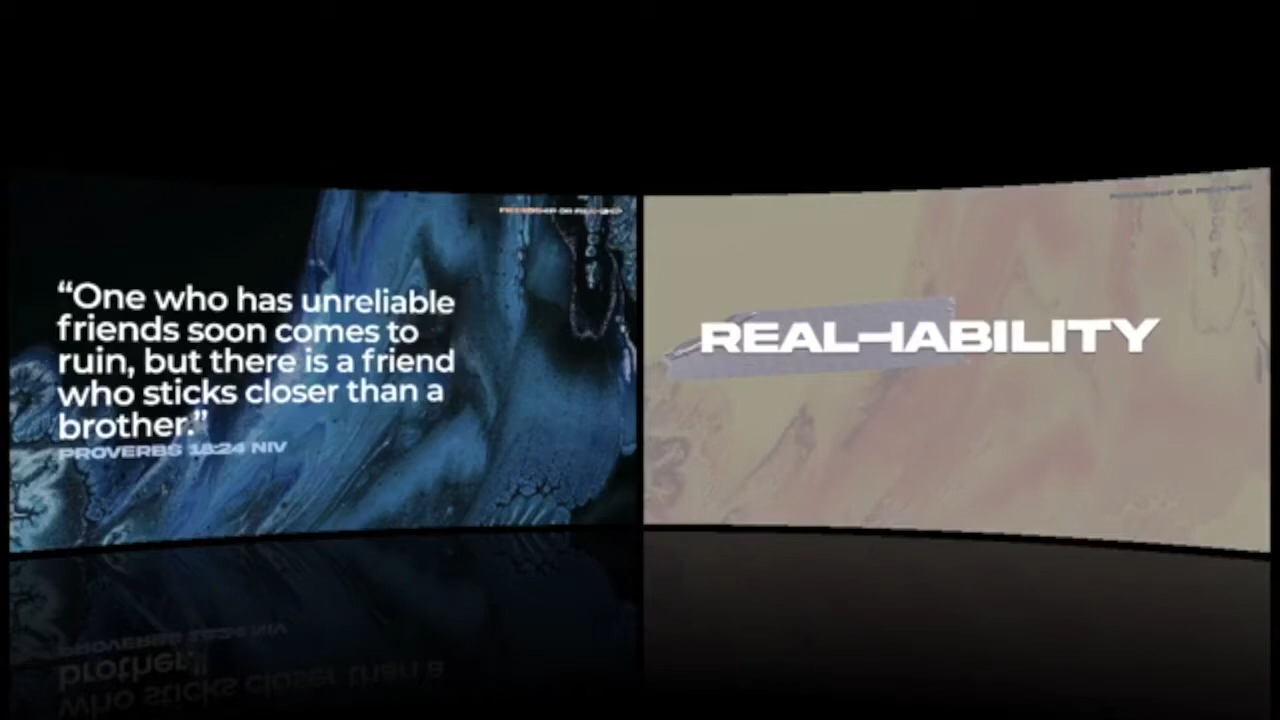 “One who has unreliable
friends soon comes to
ruin, but there is a friend
who sticks closer than a
brother.”
PROVERBS 18:24 NIV
REAL-IABILITY